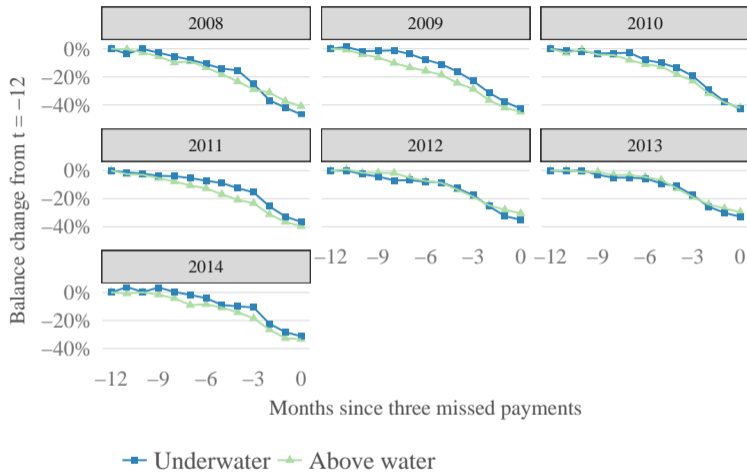 2008 2009 2010
0%
−20%
−40%
2011 2012 2013
0%
−20%
−40%
−12 −9 −6 −3 0 −12 −9 −6 −3 0
2014
0%
−20%
−40%
−12 −9 −6 −3 0
Balance change from t = −12
Months since three missed payments
Underwater Above water